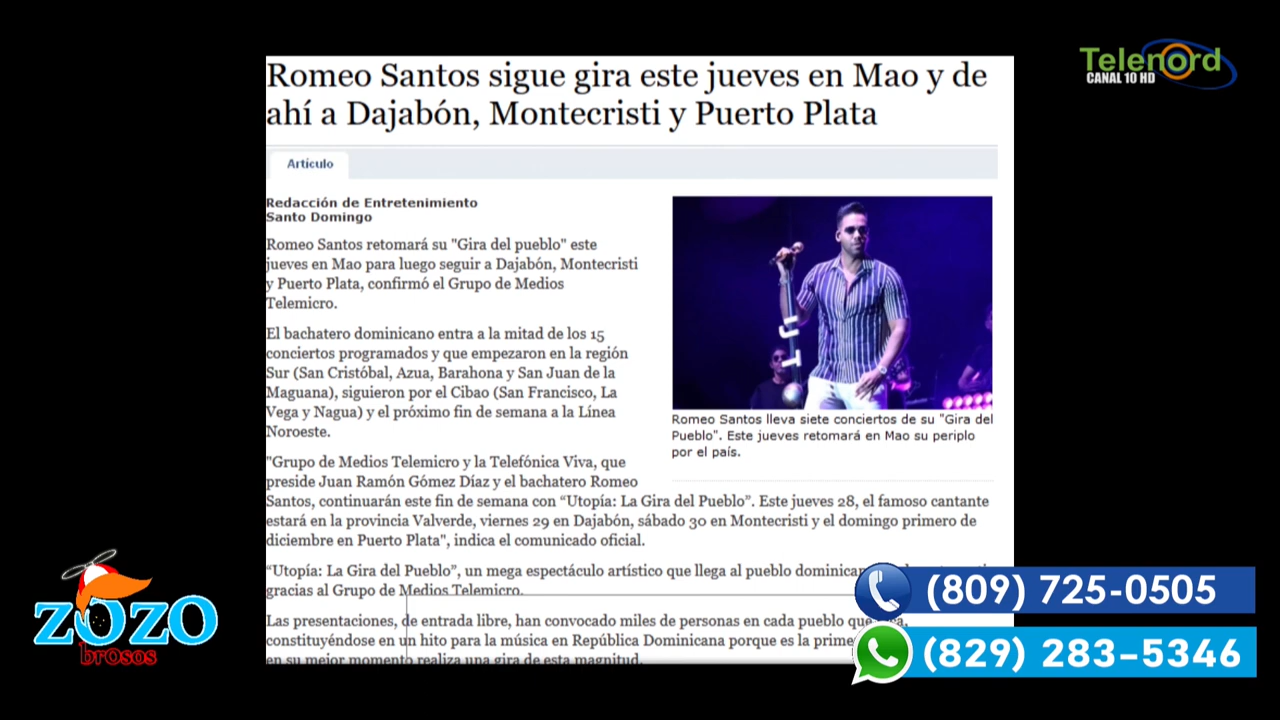 Telenord
CANAL 10 HD
Romeo Santos sigue gira este jueves en Mao y de
ahí a Dajabón, Montecristi y Puerto Plata
Artículo
Redacción de Entretenimiento
Santo Domingo
Romeo Santos retomará su "Gira del pueblo" este
jueves en Mao para luego seguir a Dajabón, Montecristi
y Puerto Plata, confirmó el Grupo de Medios
Telemicro.
El bachatero dominicano entra a la mitad de los 15
conciertos programados y que empezaron en la región
Sur (San Cristóbal, Azua, Barahona y San Juan de la
Maguana), siguieron por el Cibao (San Francisco, La
Vega y Nagua) y el próximo fin de semana a la Línea
Noroeste.
Romeo Santos lleva siete conciertos de su "Gira del
Pueblo". Este jueves retomará en Mao su periplo
por el país.
"Grupo de Medios Telemicro y la Telefónica Viva, que
preside Juan Ramón Gómez Díaz y el bachatero Romeo
Santos, continuarán este fin de semana con “Utopía: La Gira del Pueblo”. Este jueves 28, el famoso cantante
estará en la provincia Valverde, viernes 29 en Dajabón, sábado 30 en Montecristi y el domingo primero de
diciembre en Puerto Plata", indica el comunicado oficial.
“Utopía: La Gira del Pueblo”, un mega espectáculo artístico que llega al pueblo
gracias al Grupo de Medios Telemicro.
Las presentaciones, de entrada libre, han convocado miles de personas en cada pueblo
constituyéndose en un hito para la música en República Dominicana porque es la
en su mejor momento realiza una gira de esta magnitud.
(809) 725-0505
(829) 283-5346
ZOZO
brOsos